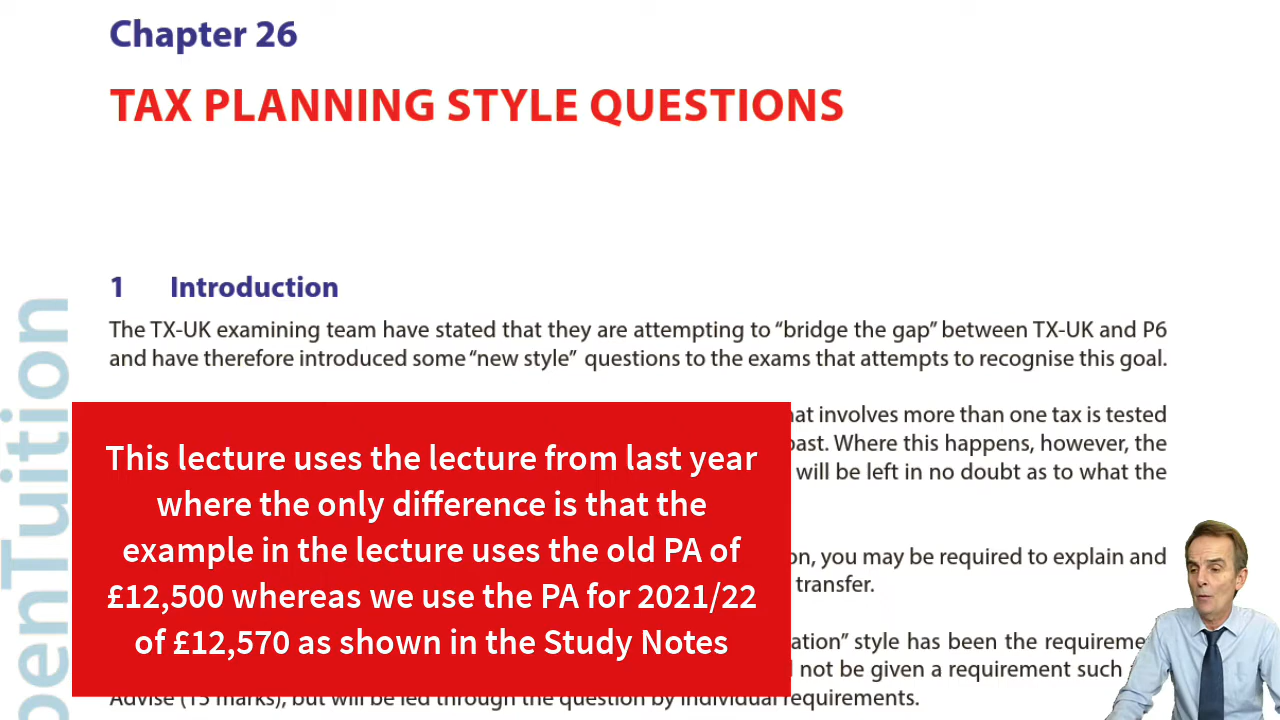 Chapter 26
TAX PLANNING STYLE QUESTIONS
1 Introduction
The TX-UK examining team have stated that they are attempting to “bridge the gap” between TX-UK and P6
and have therefore introduced some “new style” questions to the exams that attempts to recognise this goal.
that involves more than one tax is tested
past. Where this happens, however, the
will be left in no doubt as to what the
This lecture uses the lecture from last year
where the only difference is that the
example in the lecture uses the old PA of
£12,500 whereas we use the PA for 2021/22
of £12,570 as shown in the Study Notes
on, you may be required to explain and
transfer.
ation” style has been the requirement
not be given a requirement such
Advise (15 marks), but will be led through the question by individual requirements.
penTuition